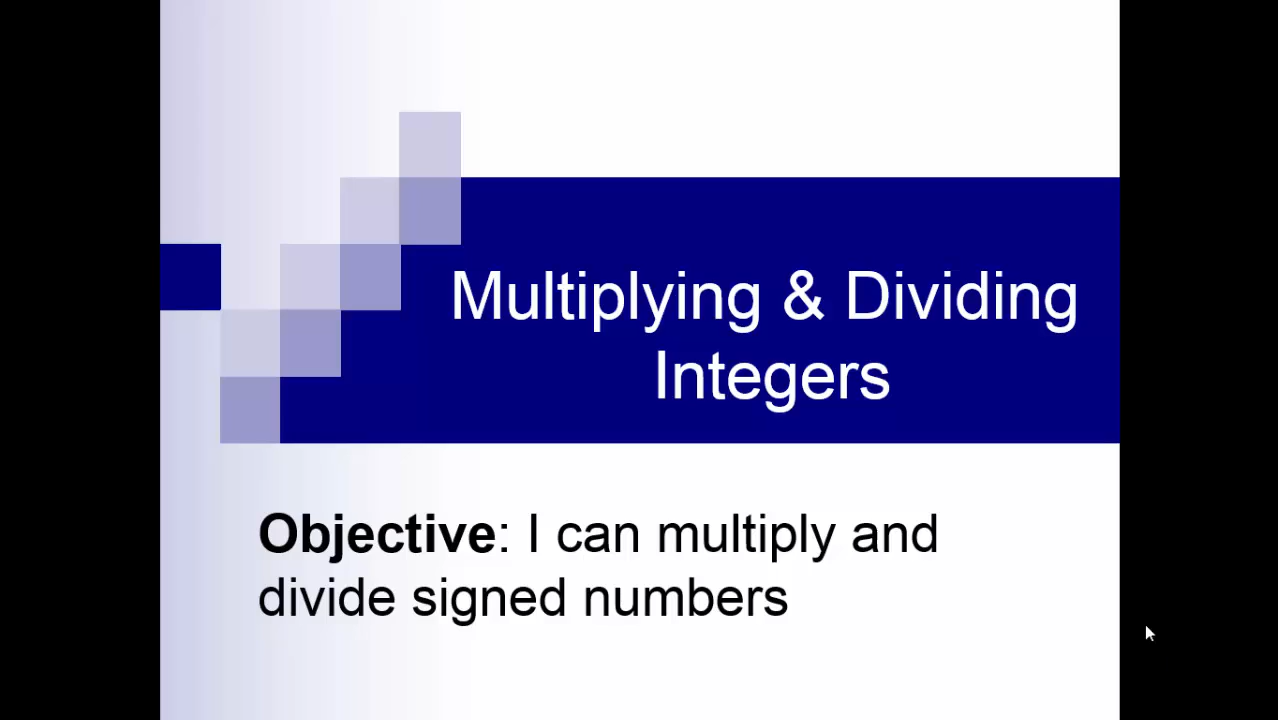 Multiplying & Dividing
Integers
Objective: I can multiply and
divide signed numbers